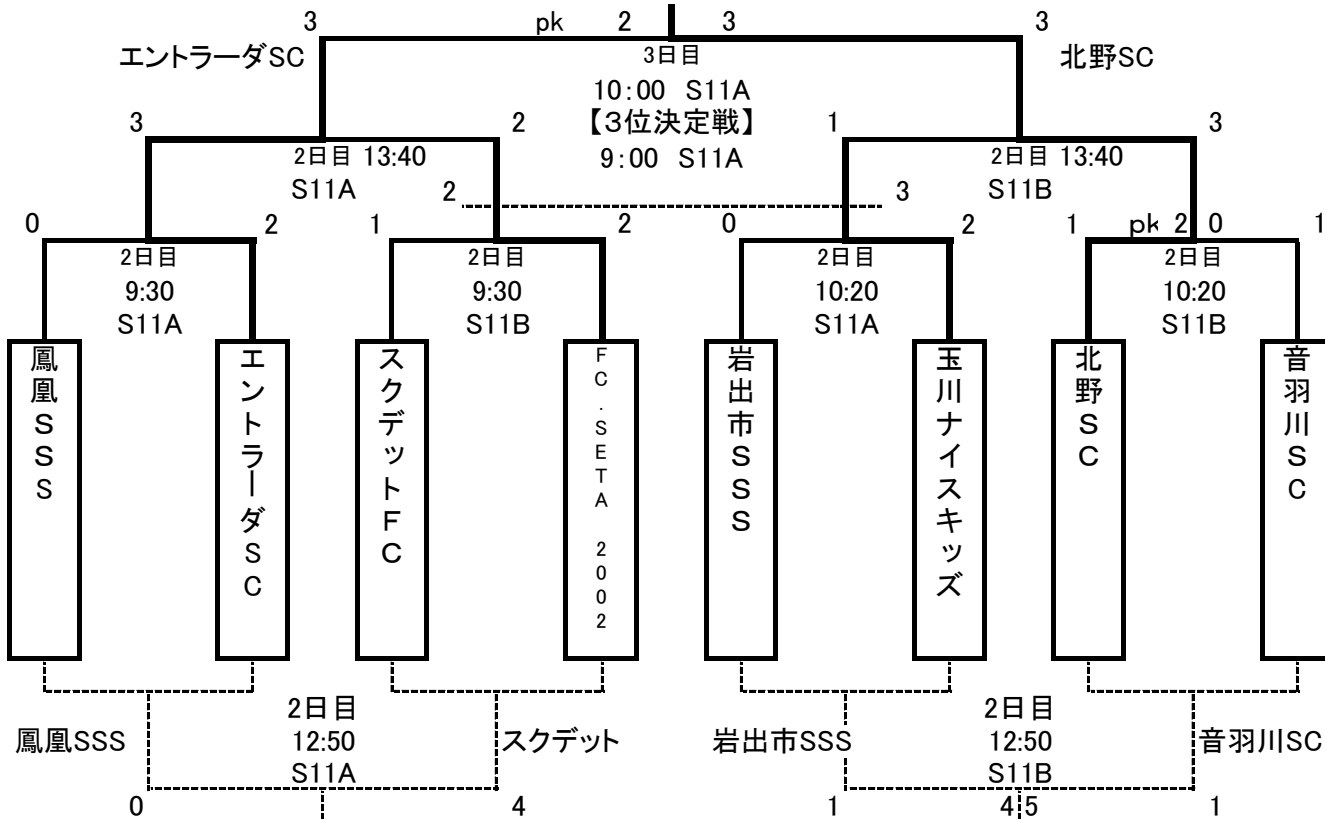 3 pk 2 3 3
エントラーダSC 3日目 北野SC
10:00 S11A
3 2 【3位決定戦】 1 3
2日目 13:40 9:00 S11A 2日目 13:40
S11A 2 3 S11B
0 2 1 2 0 2 1 pk 2 0 1
2日目 2日目 2日目 2日目
9:30 9:30 10:20 10:20
S11A S11B S11A S11B
鳳凰SSS
エントラーダSC
スクデットFC
FC.SETA 2002
岩出市SSS
玉川ナイスキッズ
北野SC
音羽川SC
2日目 2日目
鳳凰SSS 12:50 スクデット 岩出市SSS 12:50 音羽川SC
S11A S11B
0 4 1 4 5 1